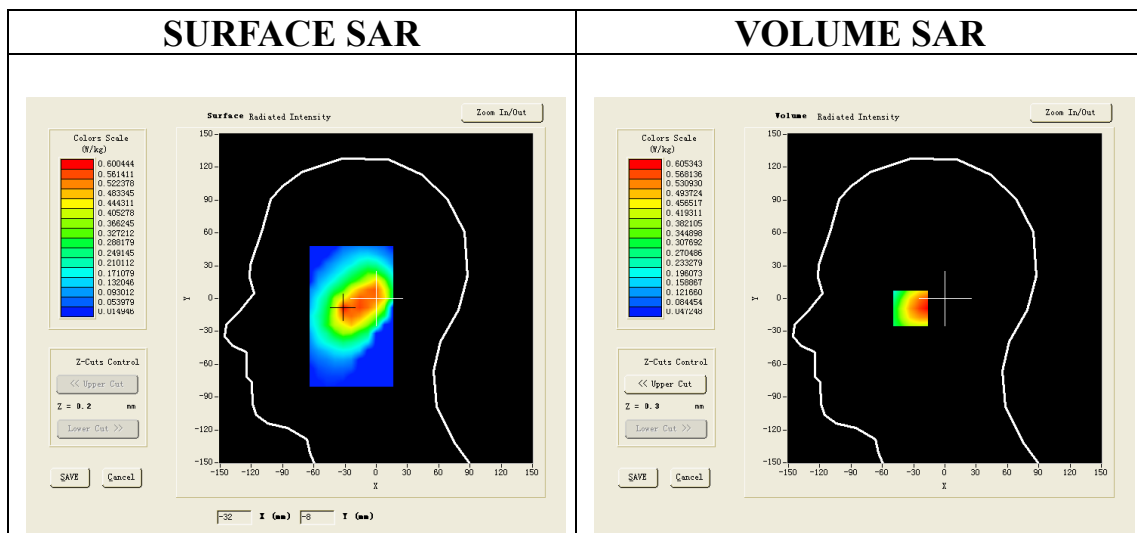 SURFACE SAR
VOLUME SAR
Surface Radiated Intensity
Zoom In/Out
Colors Scale
(W/kg)
0.600444
0.561411
0.522378
0.483345
0.444311
0.405278
0.366245
0.327212
0.288179
0.249145
0.210112
0.171079
0.132046
0.093012
0.053979
0.014946
150
120
90
60
30
0
-30
-60
-90
-120
-150
Y
-150 -120 -90 -60 -30 0 30 60 90 120 150
X
Z-Cuts Control
<< Upper Cut
Z = 0.2 mm
Lower Cut >>
SAVE Cancel
-32 X (mm) -8 Y (mm)
Volume Radiated Intensity
Zoom In/Out
Colors Scale
(W/kg)
0.605343
0.568136
0.530930
0.493724
0.456517
0.419311
0.382105
0.344898
0.307692
0.270486
0.233279
0.196073
0.158867
0.121660
0.084454
0.047248
150
120
90
60
30
0
-30
-60
-90
-120
-150
Y
-150 -120 -90 -60 -30 0 30 60 90 120 150
X
Z-Cuts Control
<< Upper Cut
Z = 0.3 mm
Lower Cut >>
SAVE Cancel